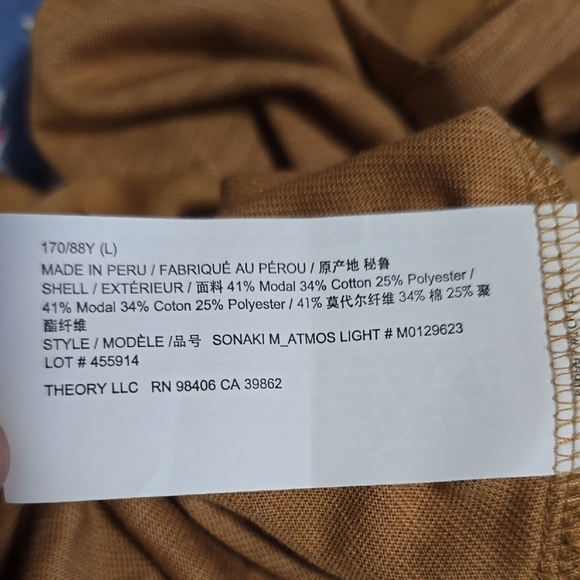 170/88Y (L)
MADE IN PERU / FABRIQUÉ AU PÉROU / 原产地 秘鲁
SHELL / EXTÉRIEUR / 面料 41% Modal 34% Cotton 25% Polyester /
41% Modal 34% Coton 25% Polyester / 41% 莫代尔纤维 34% 棉 25% 聚
酯纤维
STYLE / MODÈLE /品号 SONAKI M_ATMOS LIGHT # M0129623
LOT # 455914
THEORY LLC RN 98406 CA 39862